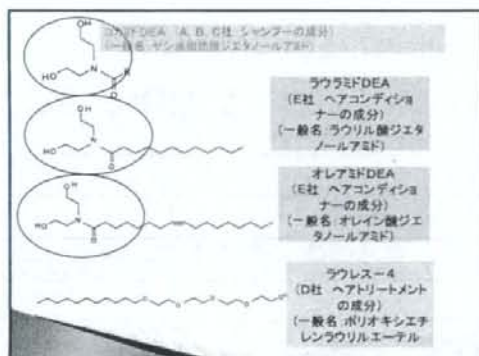 コカミドDEA（A、B、C社 シャンプーの成分）
（一般名：ヤシ油脂肪酸ジエタノールアミド）
OH
HO
N
R
O
ラウラミドDEA
（E社 ヘアコンディショ
ナーの成分）
（一般名：ラウリル酸ジエタ
ノールアミド）
OH
HO
N
O
オレアミドDEA
（E社 ヘアコンディショ
ナーの成分）
（一般名：オレイン酸ジエ
タノールアミド）
OH
HO
N
O
ラウレスー4
（D社 ヘアトリートメント
の成分）
（一般名：ポリオキシエチ
レンラウリルエーテル
O
O
O
O